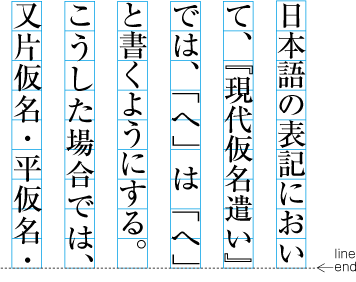 日本語の表記におい
て、『現代仮名遣い』
では、「へ」は「へ」
と書くようにする。
こうした場合では、
又片仮名・平仮名・
line
end